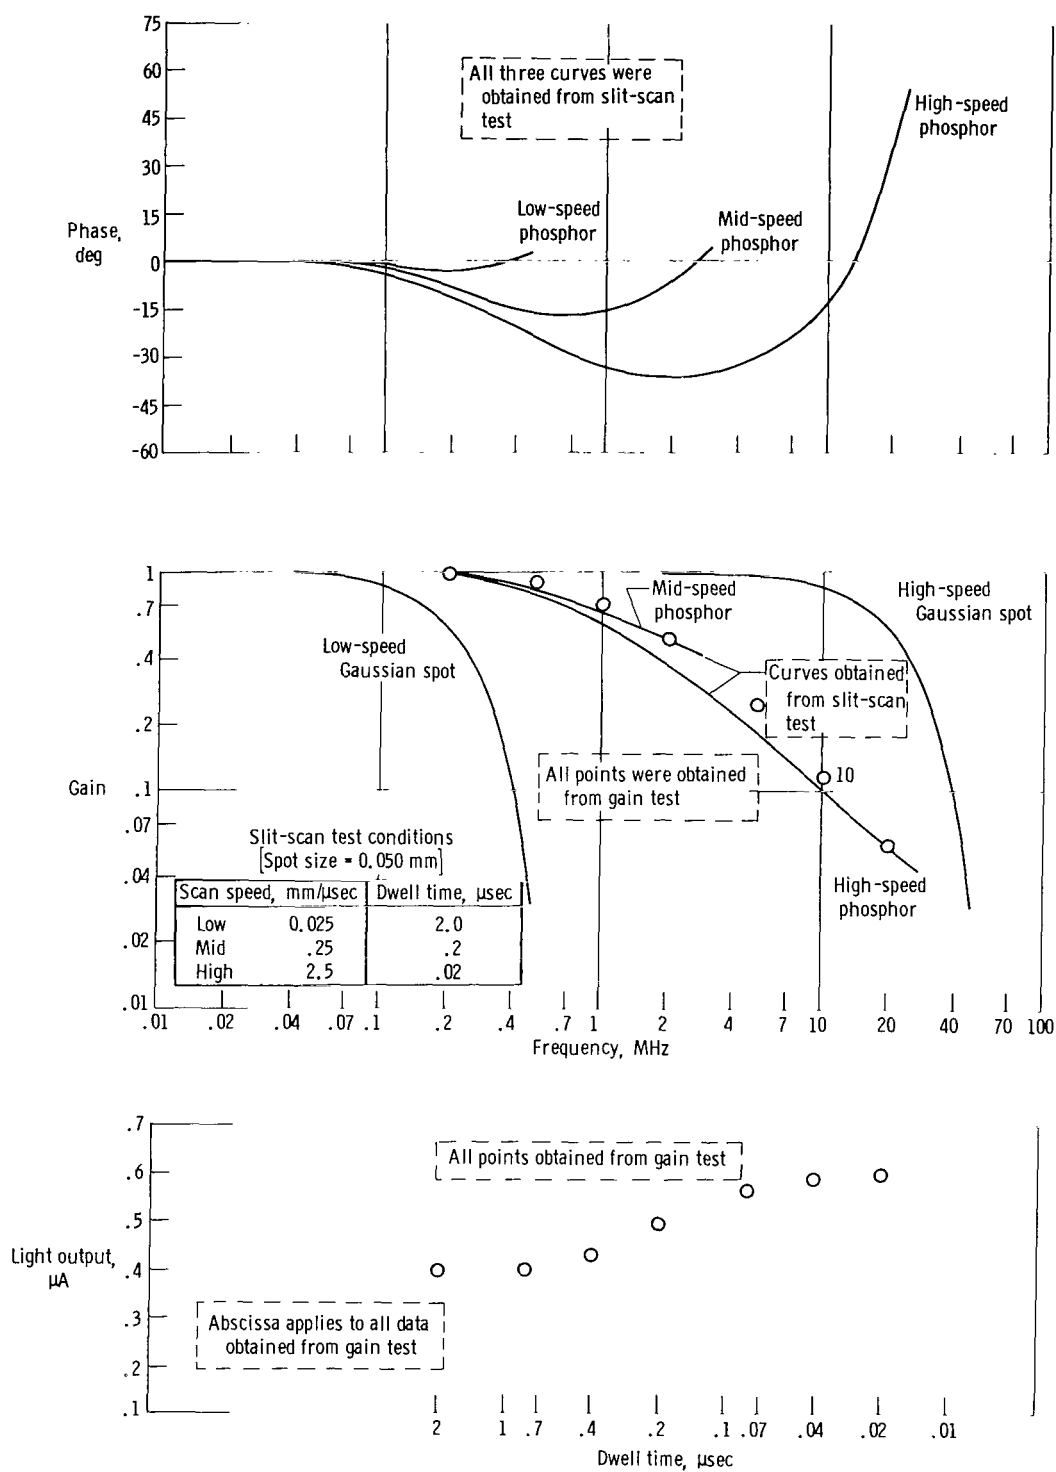 75
60
45
30
15
0
-15
-30
-45
-60
Phase,
deg
All three curves were
obtained from slit-scan
test
Low-speed
phosphor
Mid-speed
phosphor
High-speed
phosphor
1
.7
.4
.2
.1
.07
.04
.02
.01
Gain
Low-speed
Gaussian spot
Mid-speed
phosphor
High-speed
Gaussian spot
Curves obtained
from slit-scan
test
All points were obtained
from gain test
10
High-speed
phosphor
Slit-scan test conditions
[Spot size = 0.050 mm]
Scan speed, mm/μsec Dwell time, μsec
Low 0.025 2.0
Mid .25 .2
High 2.5 .02
.01 .02 .04 .07 .1 .2 .4 .7 1 2 4 7 10 20 40 70 100
Frequency, MHz
.7
.6
.5
.4
.3
.2
.1
Light output,
μA
All points obtained from gain test
Abscissa applies to all data
obtained from gain test
2 1 .7 .4 .2 .1 .07 .04 .02 .01
Dwell time, μsec